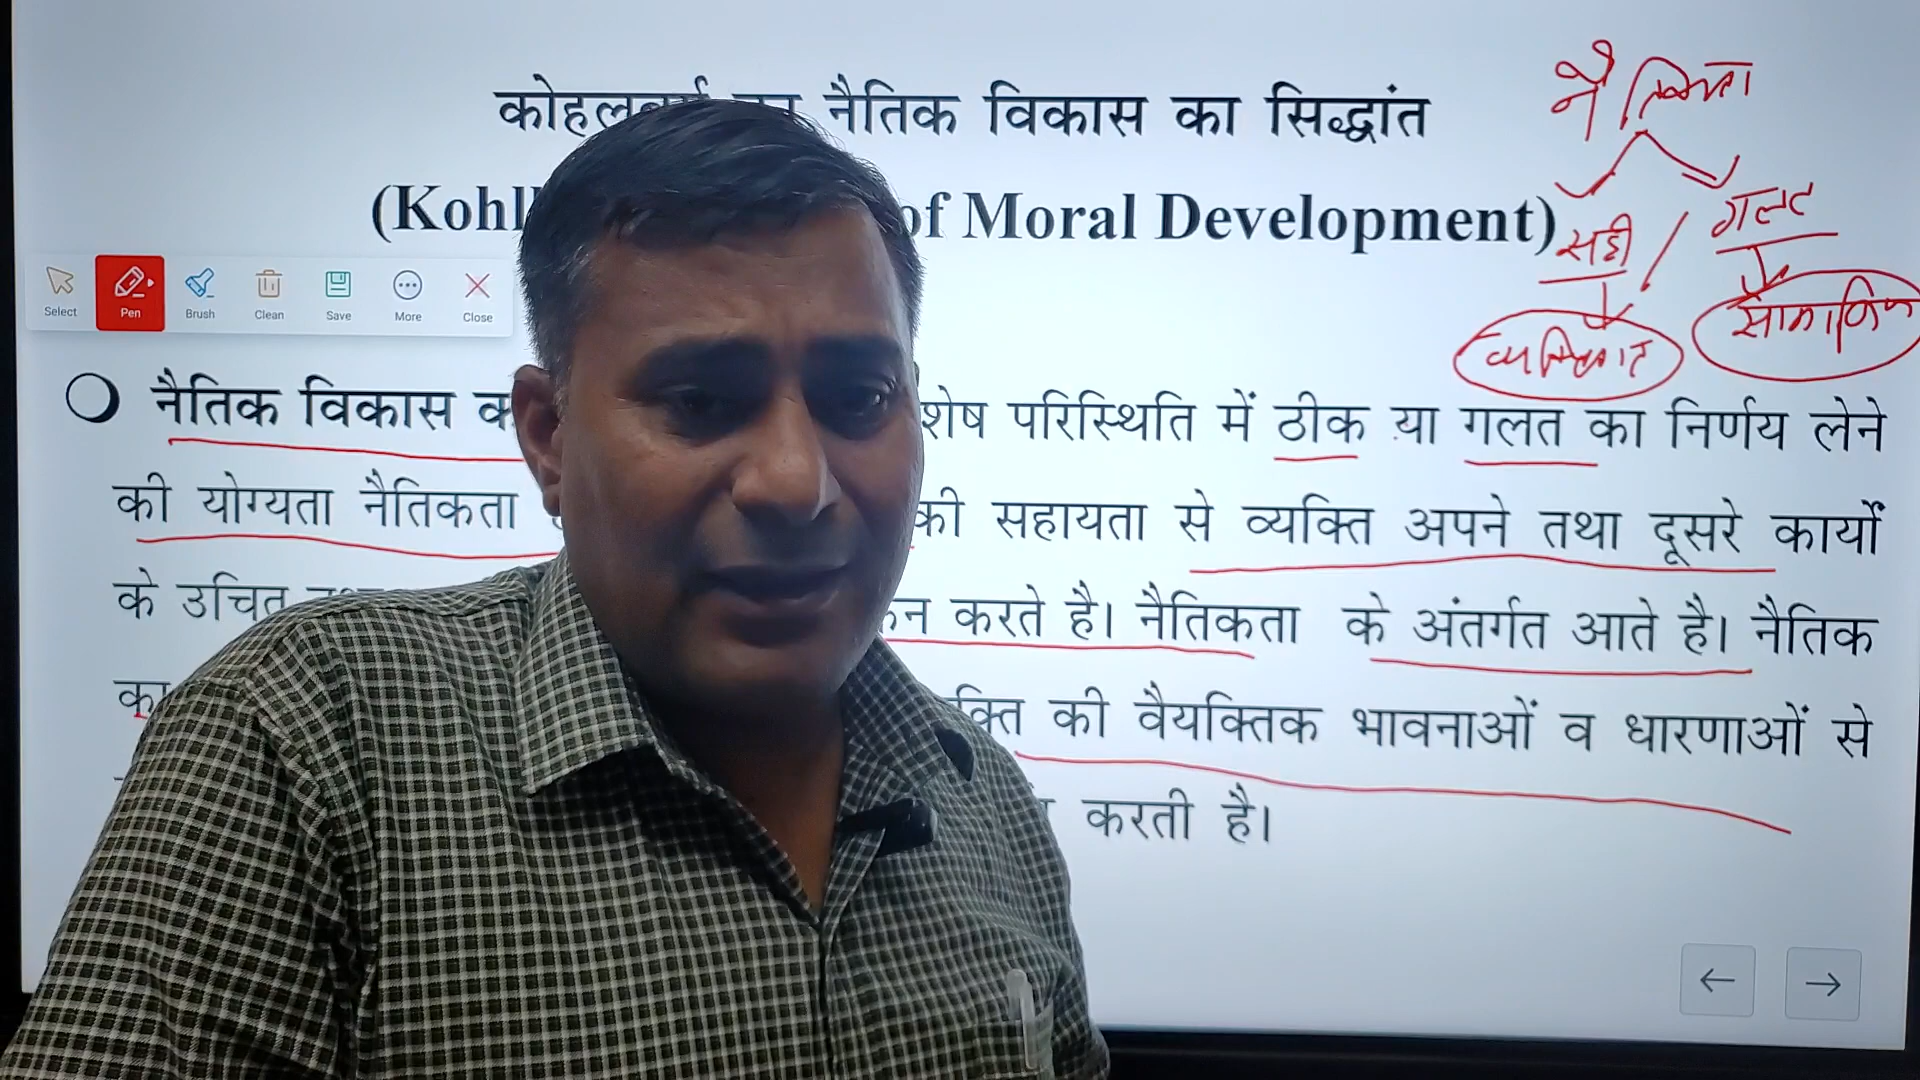 कोहलबर्ग का नैतिक विकास का सिद्धांत
(Kohl of Moral Development)
नैतिकता
सही / गलत
व्यक्तिगत सामाजिक
Select Pen Brush Clean Save More Close
नैतिक विकास शेष परिस्थिति में ठीक या गलत का निर्णय लेने
की योग्यता नैतिकता की सहायता से व्यक्ति अपने तथा दूसरे कार्यों
के उचित न करते है। नैतिकता के अंतर्गत आते है। नैतिक
का क्ति की वैयक्तिक भावनाओं व धारणाओं से
करती है।